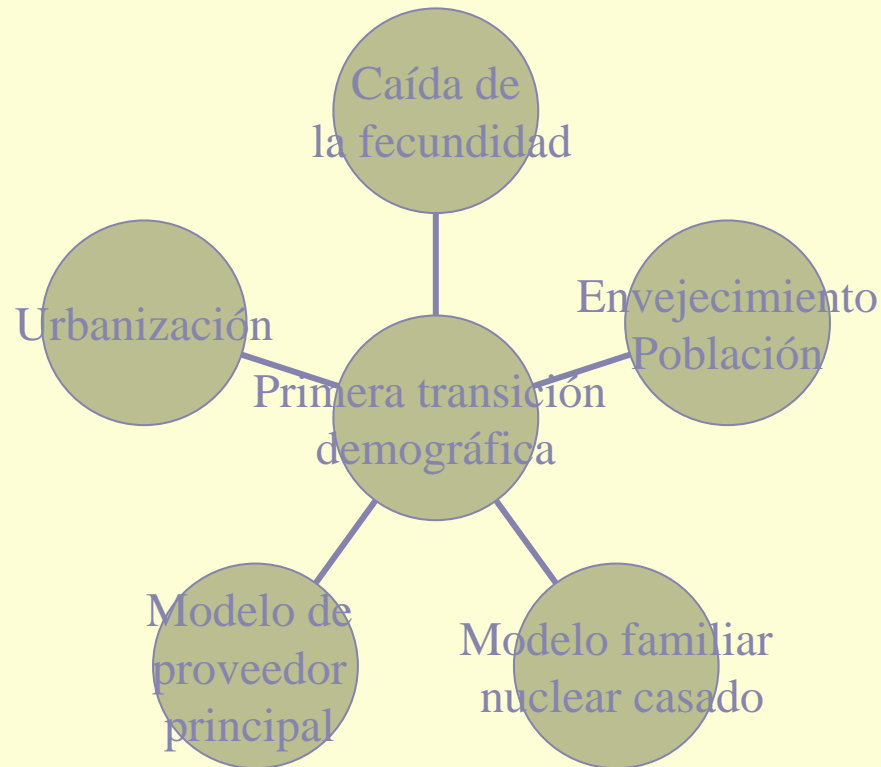 Caída de
la fecundidad
Envejecimiento
Población
Urbanización
Primera transición
demográfica
Modelo de
proveedor
principal
Modelo familiar
nuclear casado